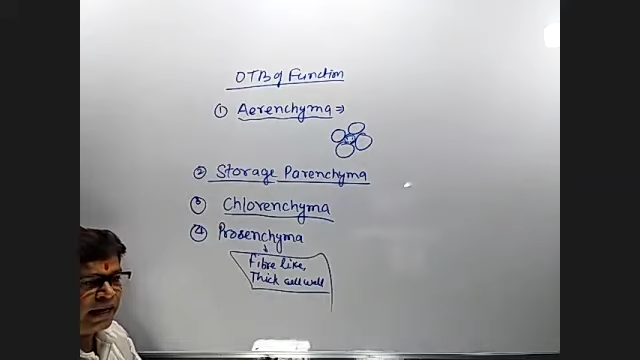 OTB of Function
① Aerenchyma ⇒
② Storage Parenchyma
③ Chlorenchyma
④ Prosenchyma
↓
Fibre like,
Thick cell wall